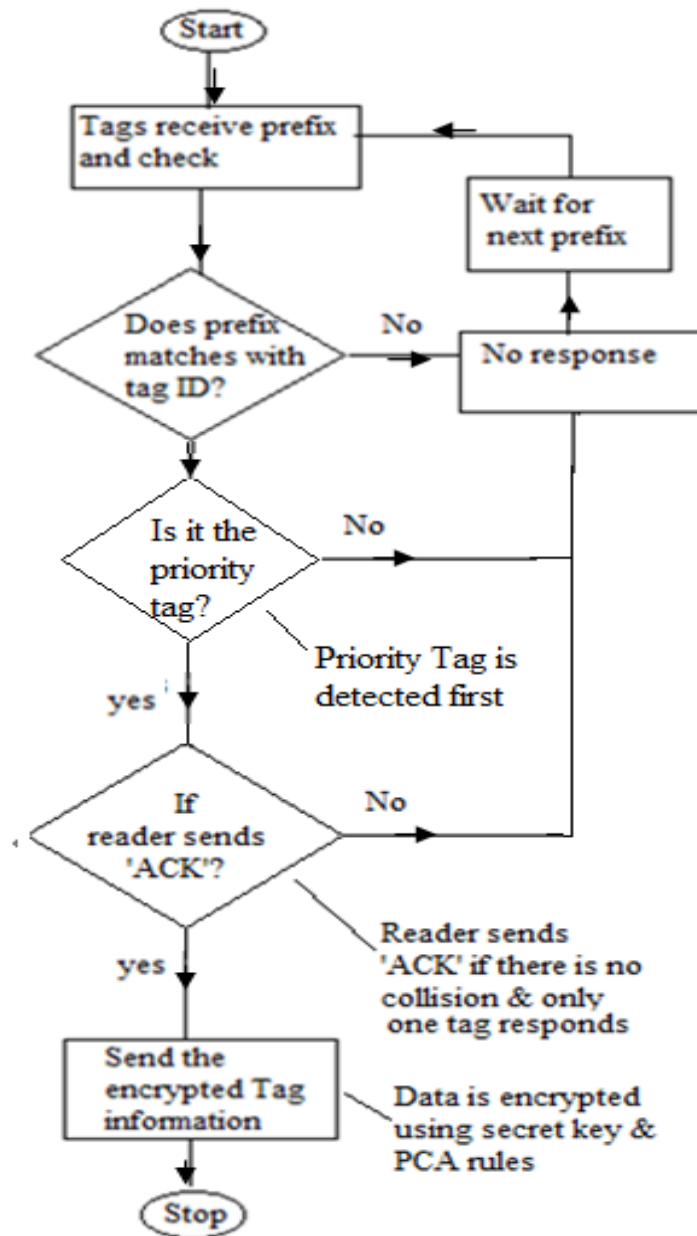 Start
Tags receive prefix
and check
Wait for
next prefix
Does prefix
matches with
tag ID?
No
No response
Is it the
priority
tag?
No
Priority Tag is
detected first
yes
If
reader sends
'ACK'?
No
Reader sends
'ACK' if there is no
collision & only
one tag responds
yes
Send the
encrypted Tag
information
Data is encrypted
using secret key &
PCA rules
Stop